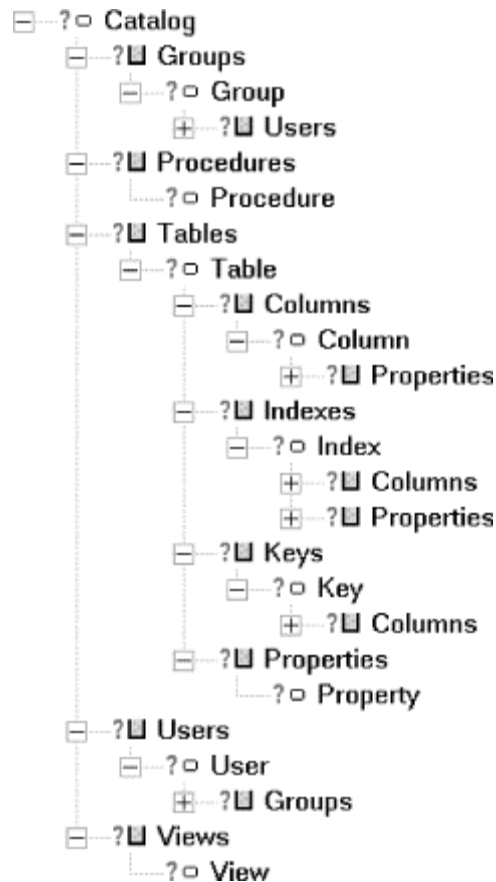 ? Catalog
? Groups
? Group
? Users
? Procedures
? Procedure
? Tables
? Table
? Columns
? Column
? Properties
? Indexes
? Index
? Columns
? Properties
? Keys
? Key
? Columns
? Properties
? Property
? Users
? User
? Groups
? Views
? View